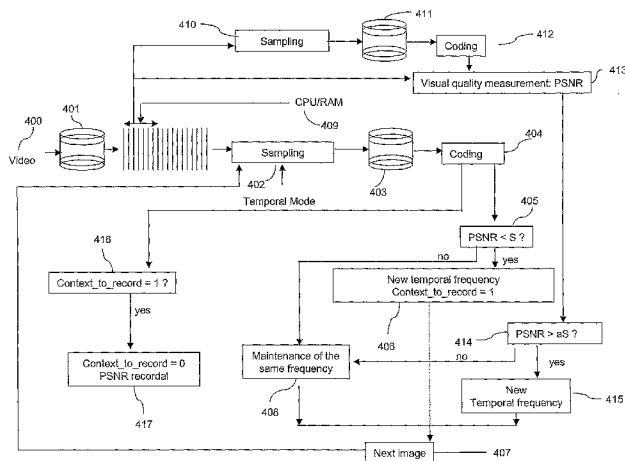 411
410
Sampling
Coding
412
Visual quality measurement: PSNR
413
CPU/RAM
401
400
409
404
Video
Sampling
Coding
402
403
405
Temporal Mode
PSNR < S ?
416
no
yes
Context_to_record = 1 ?
New temporal frequency
Context_to_record = 1
yes
406
414
PSNR > aS ?
Maintenance of the
same frequency
no
yes
Context_to_record = 0
PSNR recordal
New
Temporal frequency
415
417
408
Next image
407